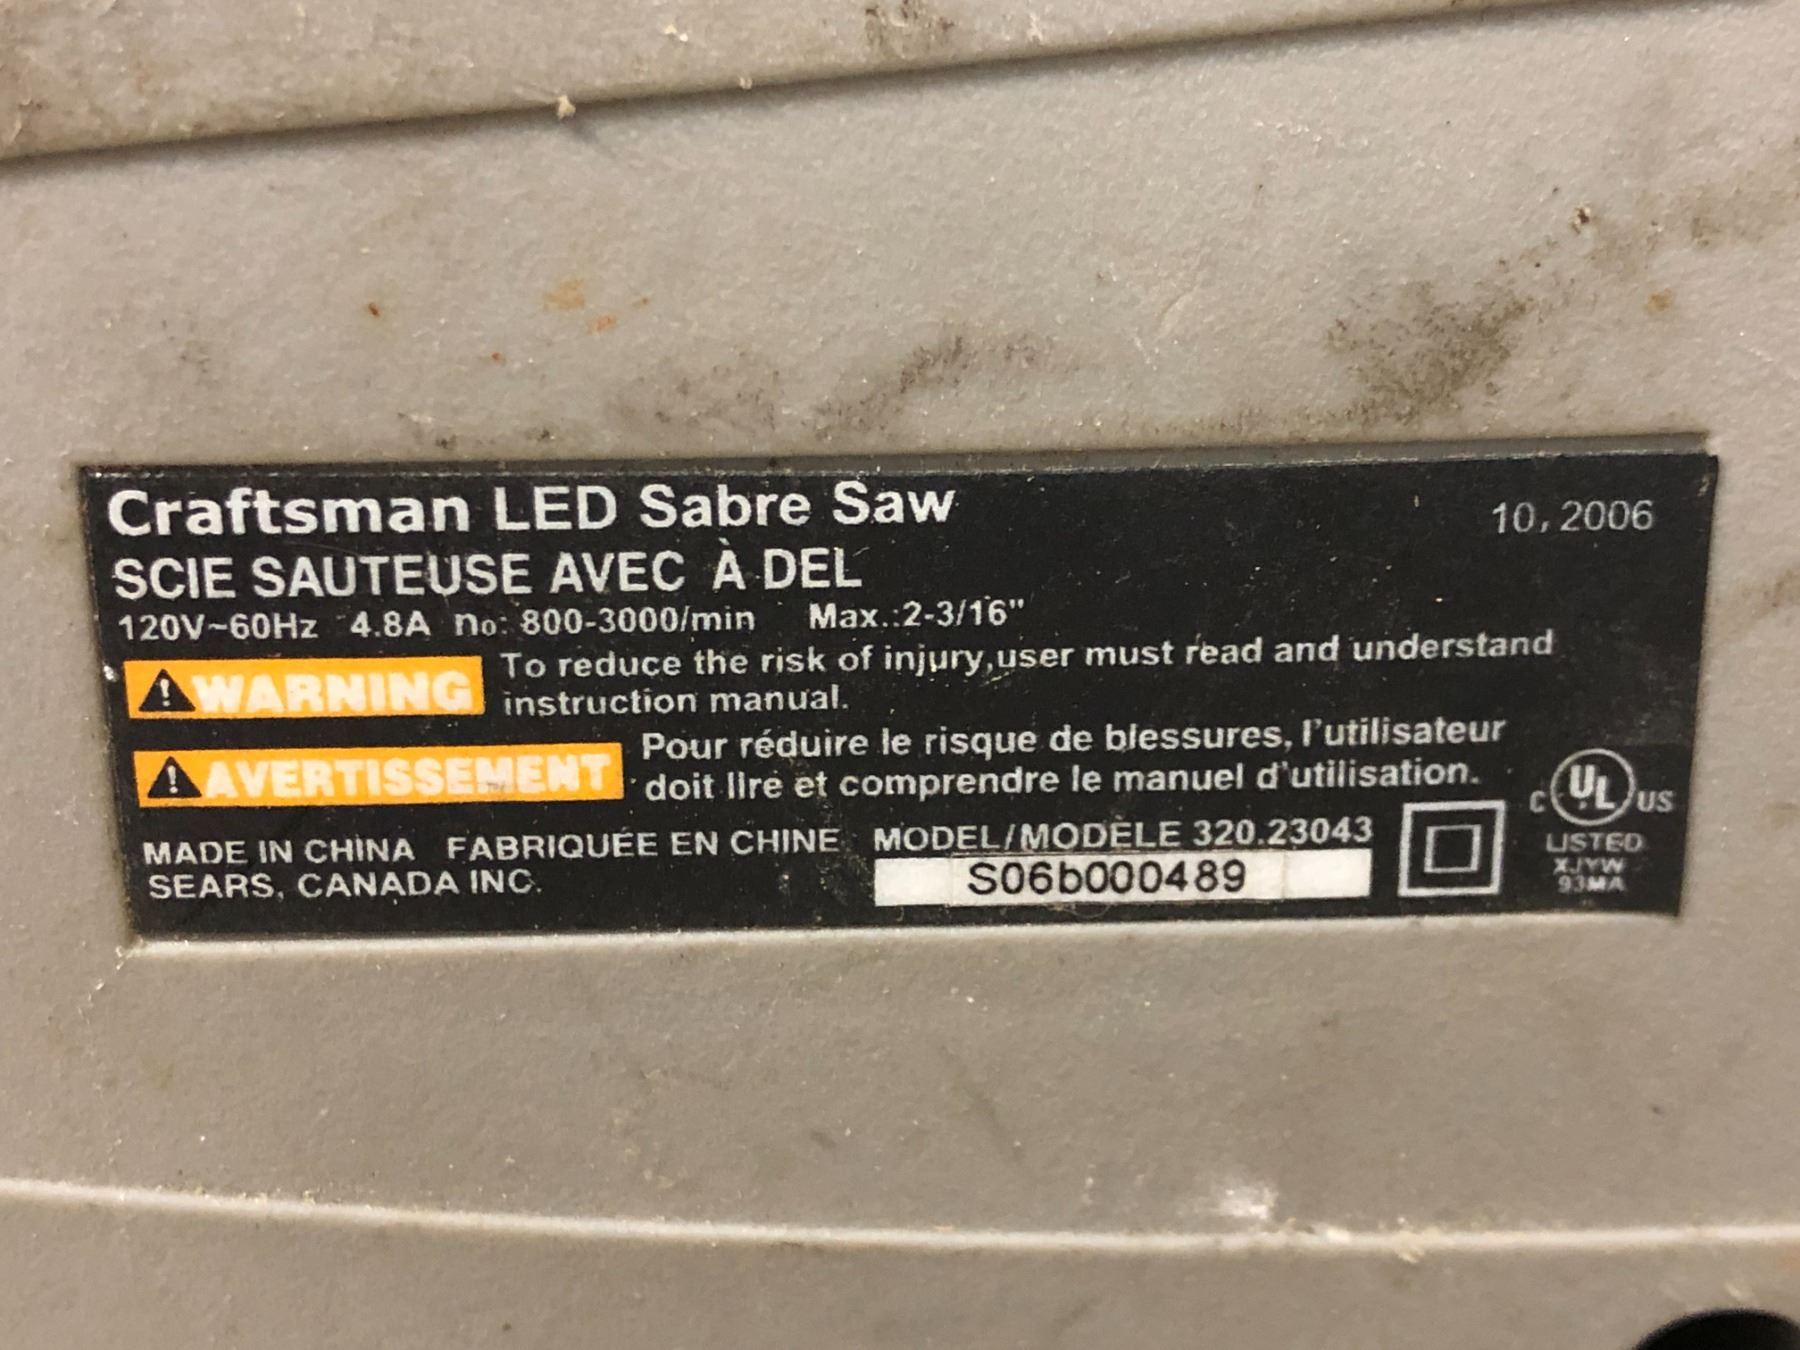 Craftsman LED Sabre Saw 10, 2006
SCIE SAUTEUSE AVEC À DEL
120V~60Hz 4.8A no: 800-3000/min Max.:2-3/16"
WARNING To reduce the risk of injury,user must read and understand
instruction manual.
AVERTISSEMENT Pour réduire le risque de blessures, l'utilisateur
doit lire et comprendre le manuel d'utilisation.
C UL US
LISTED
XJYW
93MA
MADE IN CHINA FABRIQUÉE EN CHINE MODEL/MODÈLE 320.23043
SEARS, CANADA INC. S06b000489